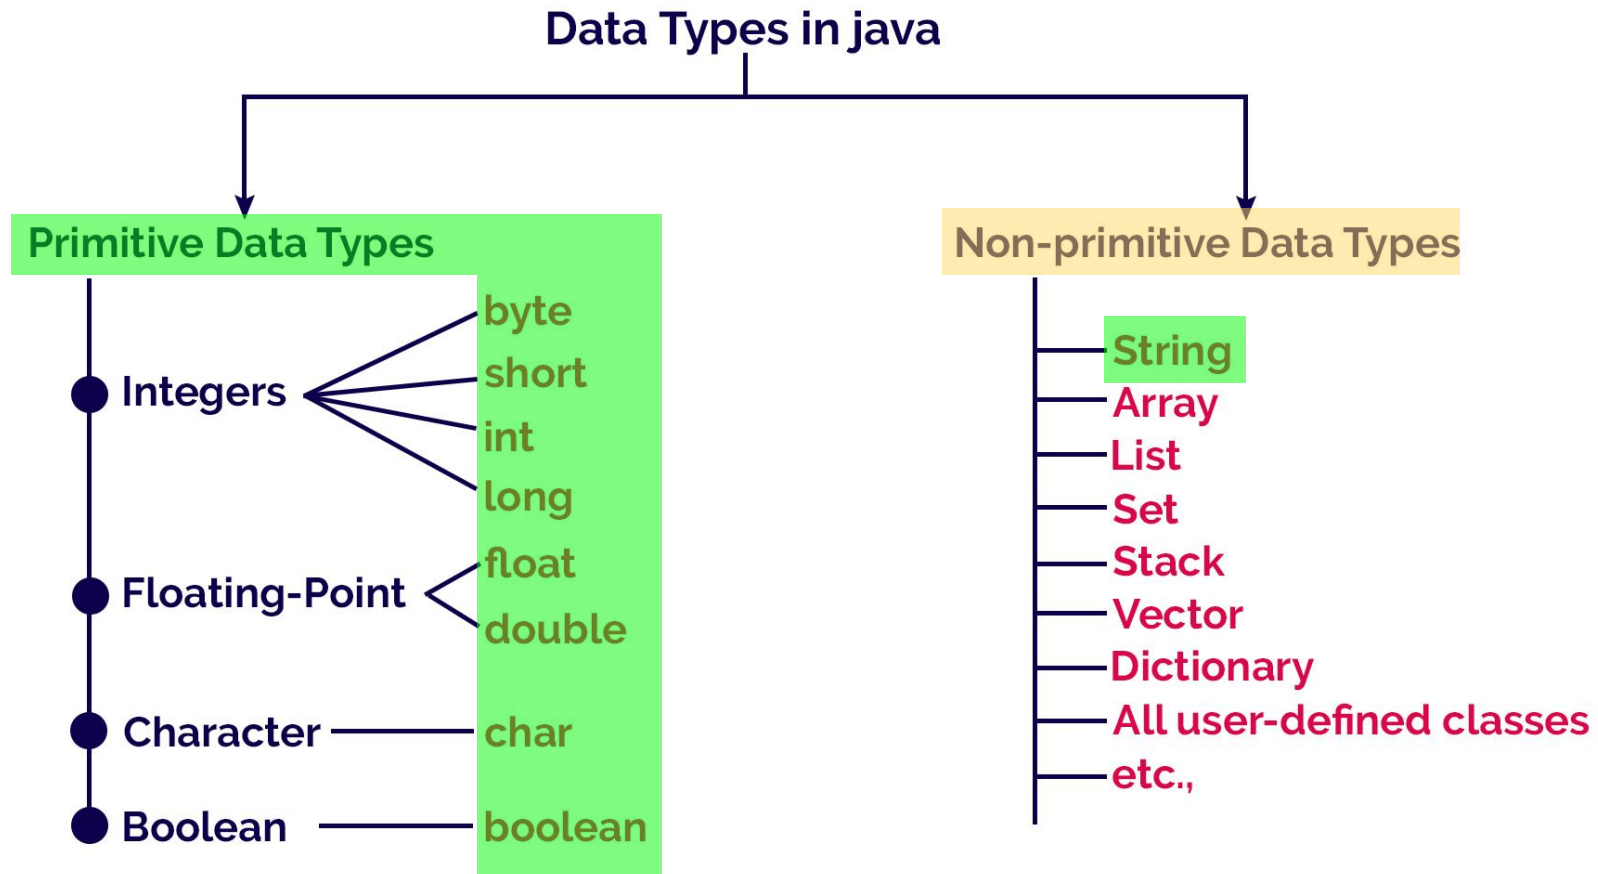 Data Types in java
Primitive Data Types
Integers
byte
short
int
long
Floating-Point
float
double
Character
char
Boolean
boolean
Non-primitive Data Types
String
Array
List
Set
Stack
Vector
Dictionary
All user-defined classes
etc.,